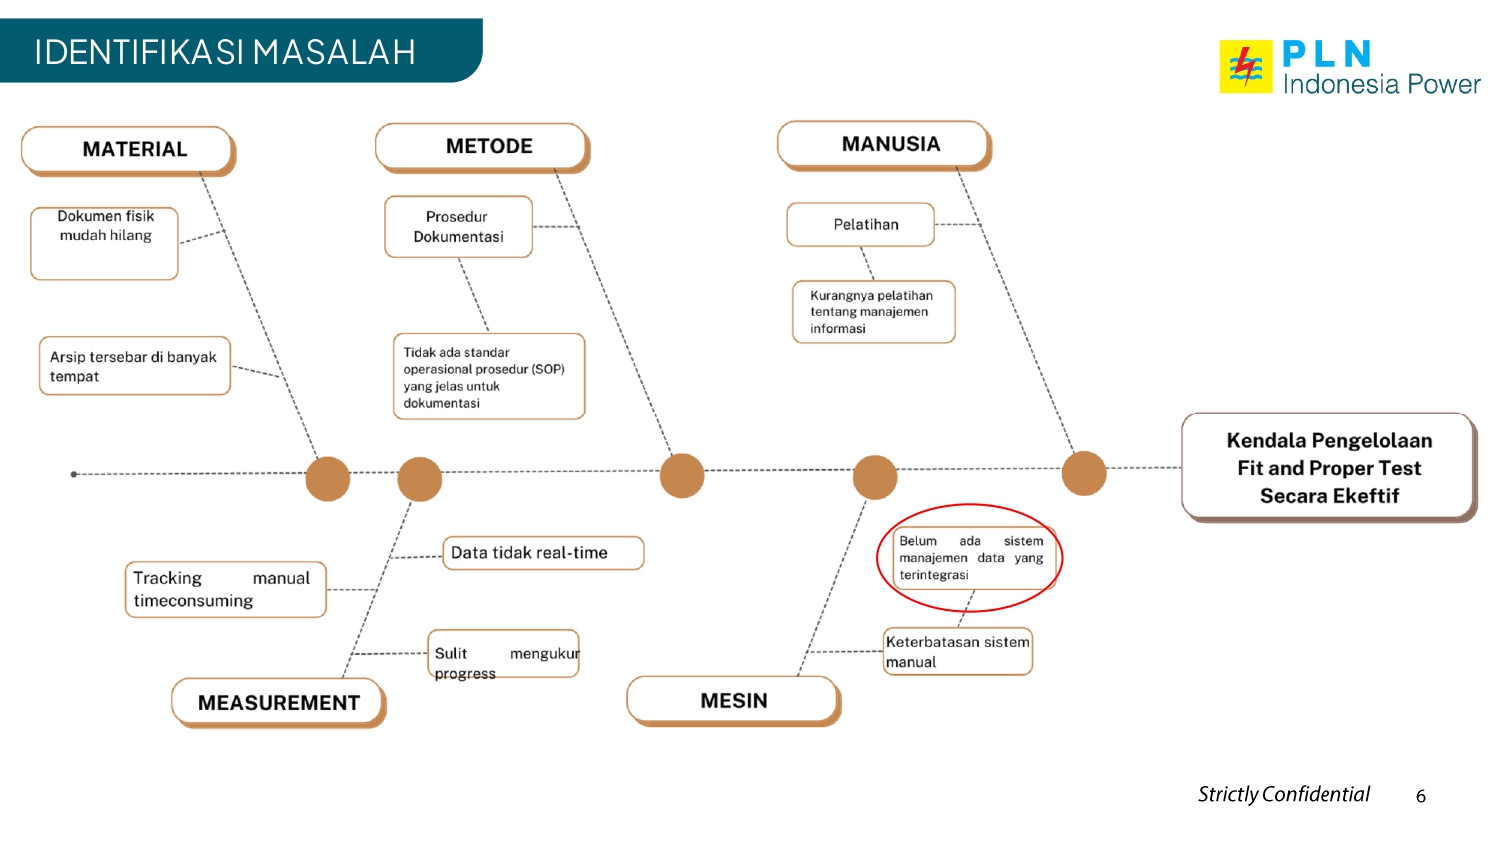 IDENTIFIKASI MASALAH
PLN
Indonesia Power
MATERIAL
Dokumen fisik
mudah hilang
Arsip tersebar di banyak
tempat
METODE
Prosedur
Dokumentasi
Tidak ada standar
operasional prosedur (SOP)
yang jelas untuk
dokumentasi
MANUSIA
Pelatihan
Kurangnya pelatihan
tentang manajemen
informasi
Kendala Pengelolaan
Fit and Proper Test
Secara Ekeftif
Data tidak real-time
Tracking manual
timeconsuming
Sulit mengukur
progress
MEASUREMENT
Belum ada sistem
manajemen data yang
terintegrasi
Keterbatasan sistem
manual
MESIN
Strictly Confidential
6